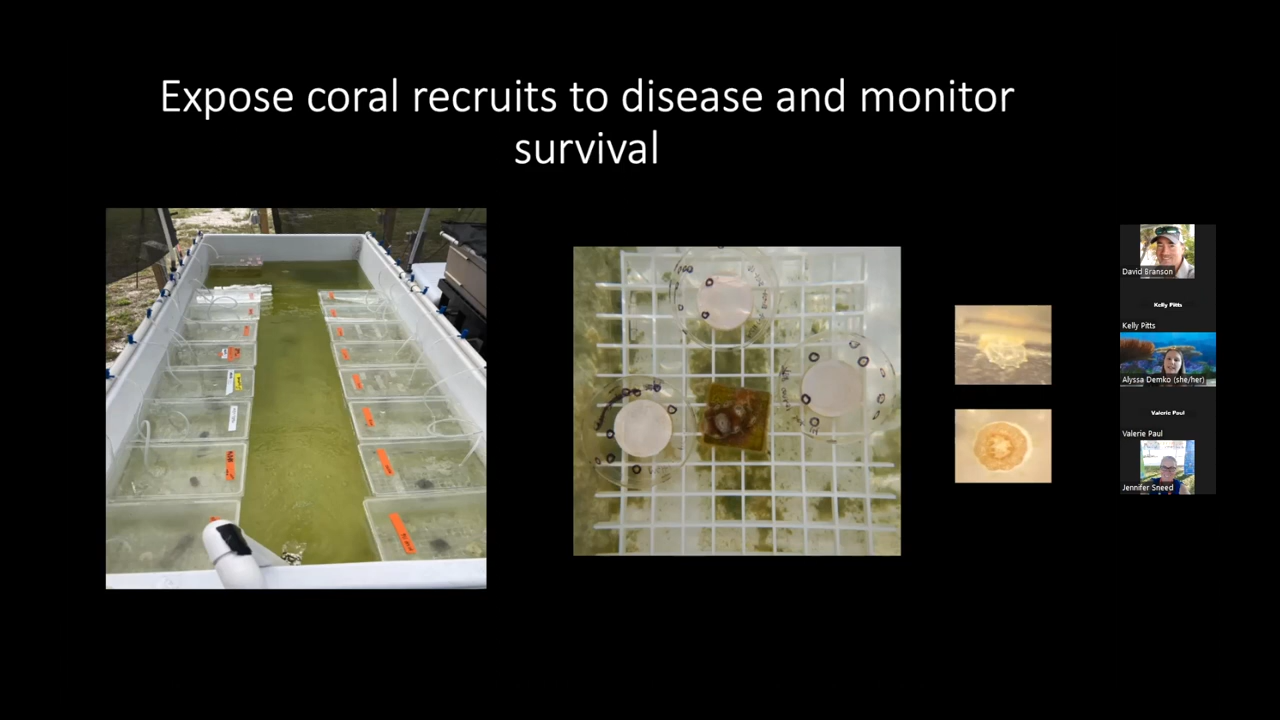 Expose coral recruits to disease and monitor
survival
David Branson
Kelly Pitts
Kelly Pitts
Alyssa Demko (she/her)
Valerie Paul
Valerie Paul
Jennifer Sneed